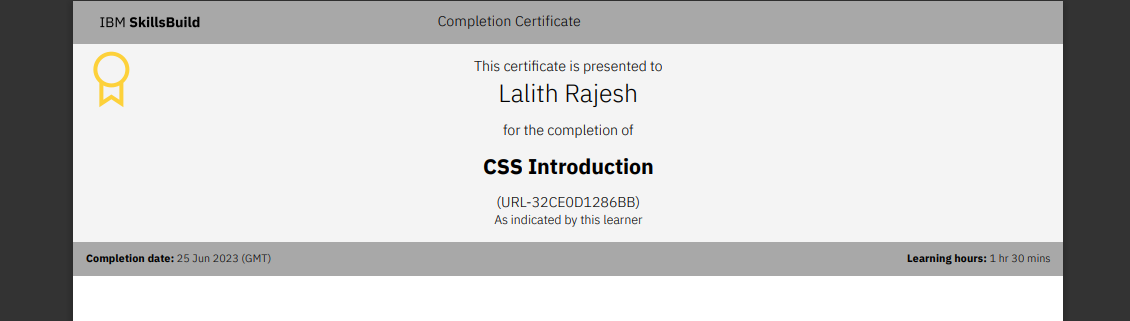 IBM SkillsBuild
Completion Certificate
This certificate is presented to
Lalith Rajesh
for the completion of
CSS Introduction
(URL-32CE0D1286BB)
As indicated by this learner
Completion date: 25 Jun 2023 (GMT)
Learning hours: 1 hr 30 mins